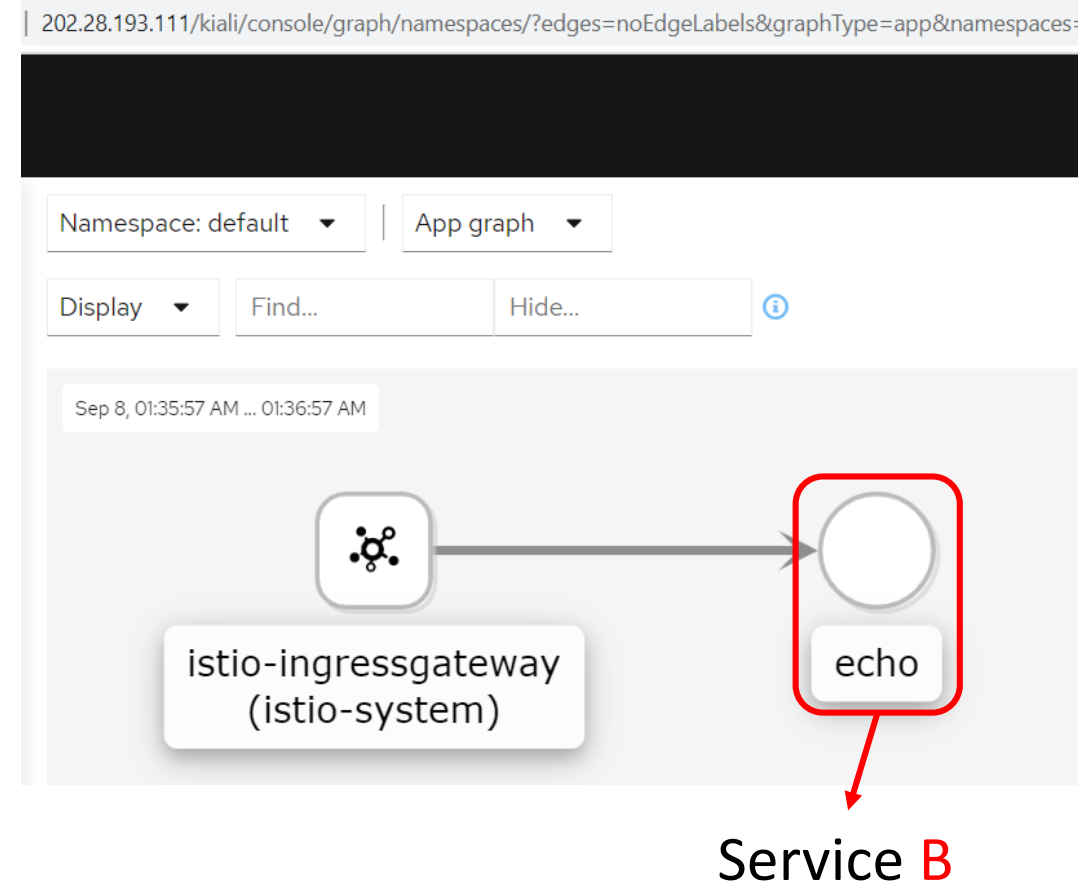 202.28.193.111/kiali/console/graph/namespaces/?edges=noEdgeLabels&graphType=app&namespaces=
Namespace: default
App graph
Display
Find...
Hide...
Sep 8, 01:35:57 AM ... 01:36:57 AM
istio-ingressgateway
(istio-system)
echo
Service B